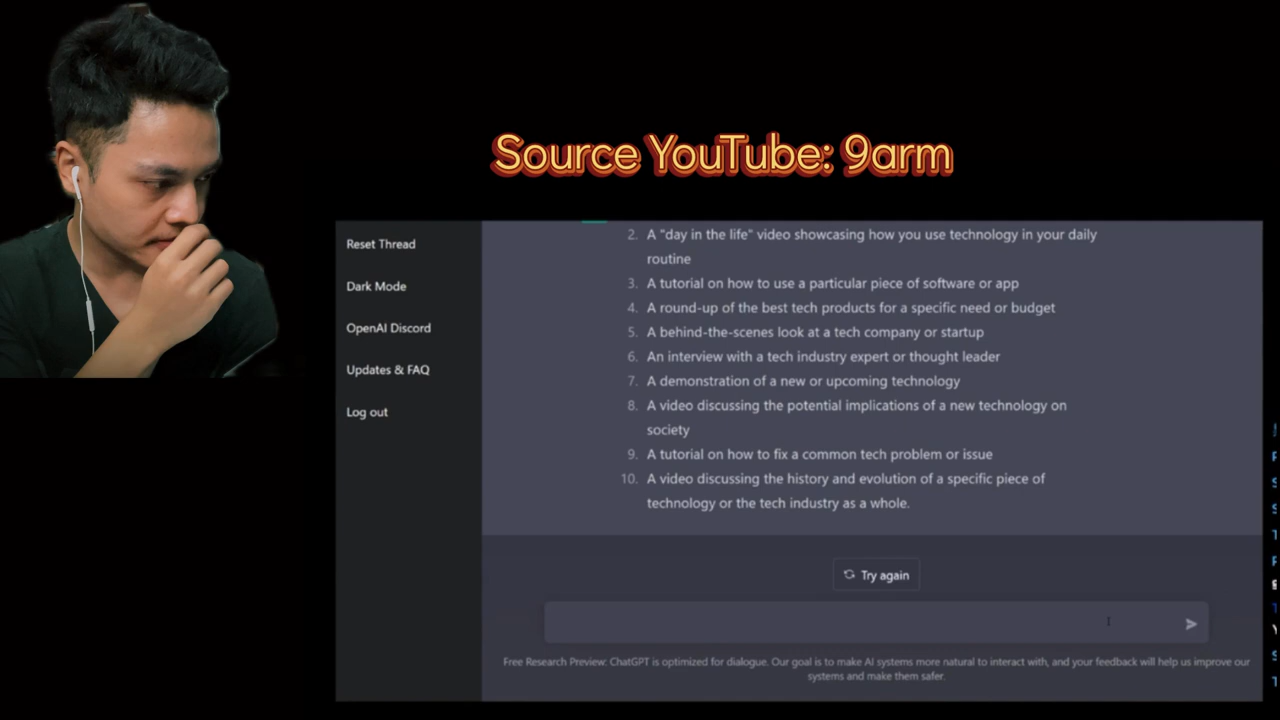 Source YouTube: 9arm
Reset Thread
Dark Mode
OpenAI Discord
Updates & FAQ
Log out
2. A "day in the life" video showcasing how you use technology in your daily
routine
3. A tutorial on how to use a particular piece of software or app
4. A round-up of the best tech products for a specific need or budget
5. A behind-the-scenes look at a tech company or startup
6. An interview with a tech industry expert or thought leader
7. A demonstration of a new or upcoming technology
8. A video discussing the potential implications of a new technology on
society
9. A tutorial on how to fix a common tech problem or issue
10. A video discussing the history and evolution of a specific piece of
technology or the tech industry as a whole.
Try again
Free Research Preview: ChatGPT is optimized for dialogue. Our goal is to make AI systems more natural to interact with, and your feedback will help us improve our
systems and make them safer.